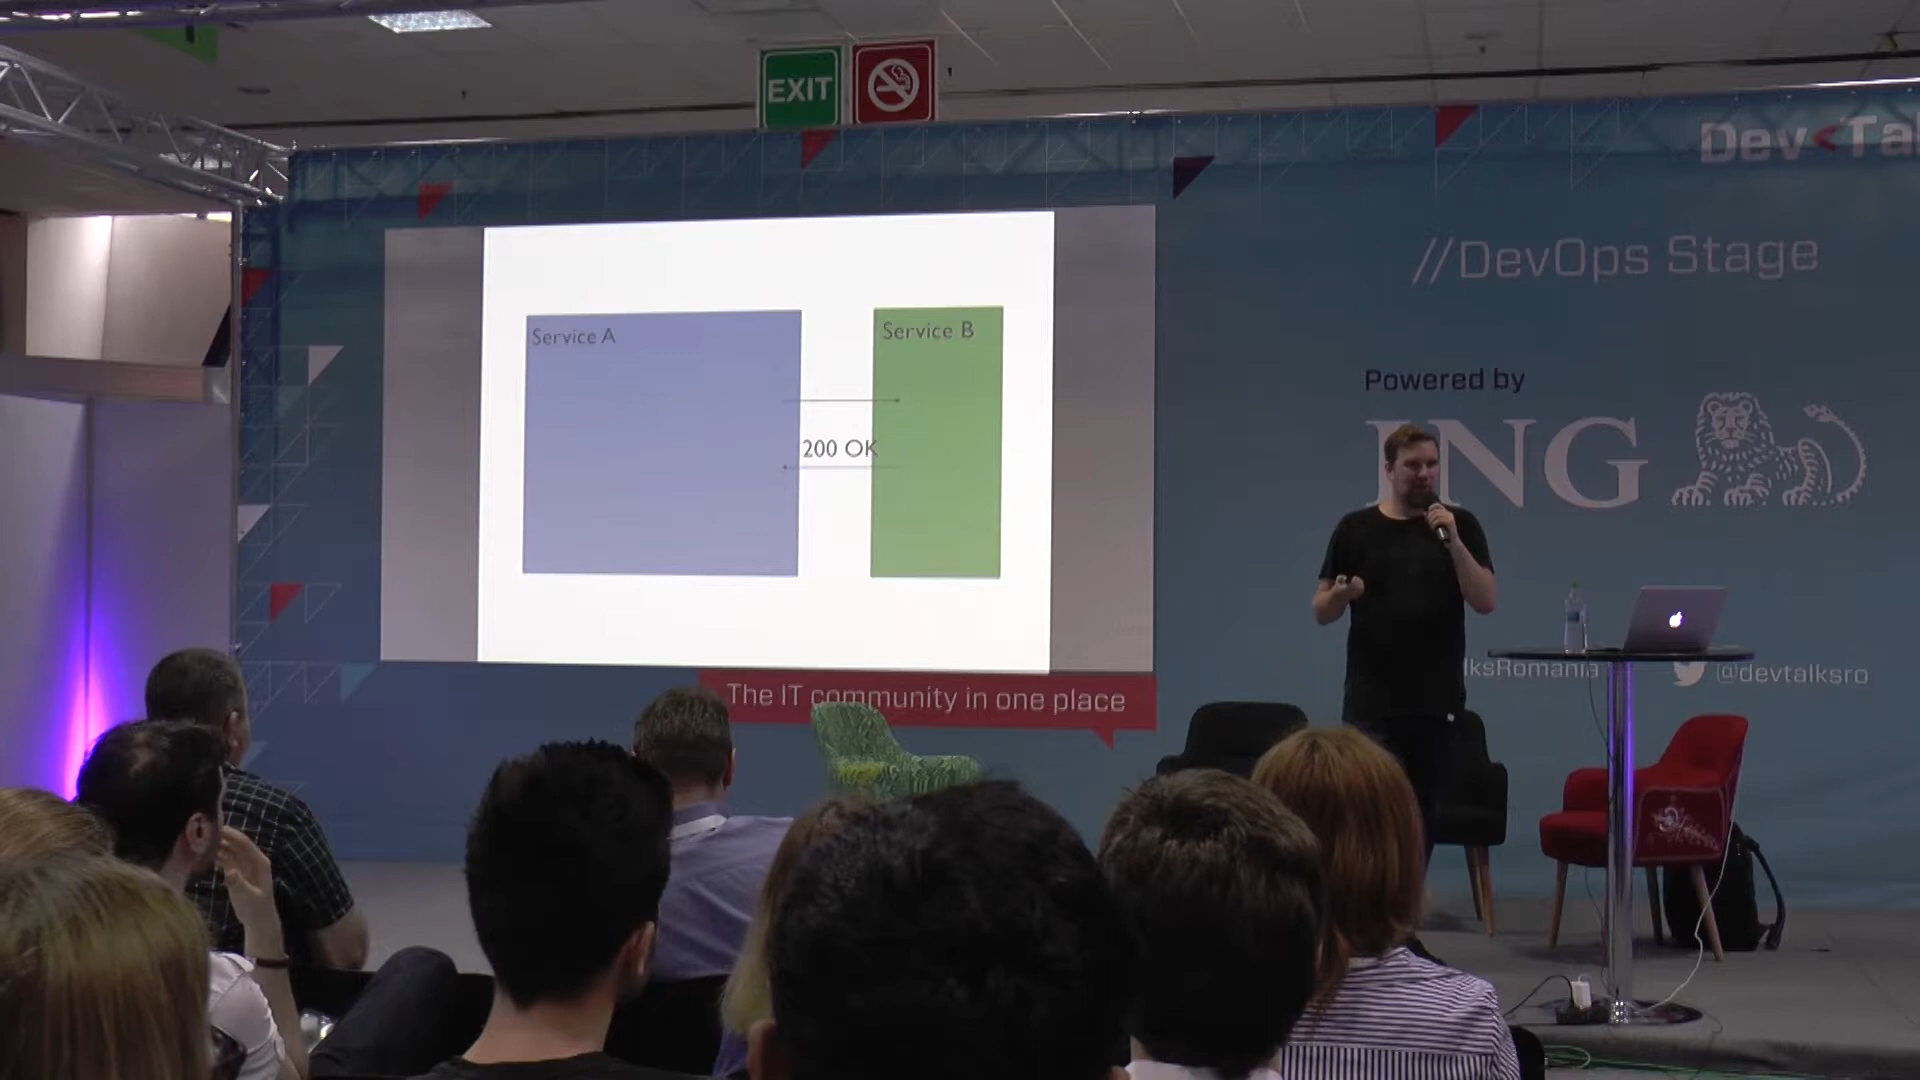 EXIT
Dev<Tal
//DevOps Stage
Service A
Service B
200 OK
Powered by
ING
lksRomania
@devtalksro
The IT community in one place